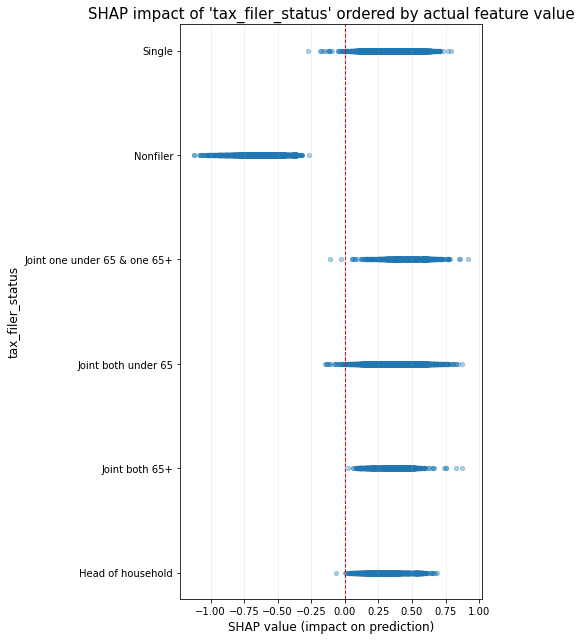 SHAP impact of 'tax_filer_status' ordered by actual feature value
Single
Nonfiler
Joint one under 65 & one 65+
Joint both under 65
Joint both 65+
Head of household
tax_filer_status
−1.00 −0.75 −0.50 −0.25 0.00 0.25 0.50 0.75 1.00
SHAP value (impact on prediction)